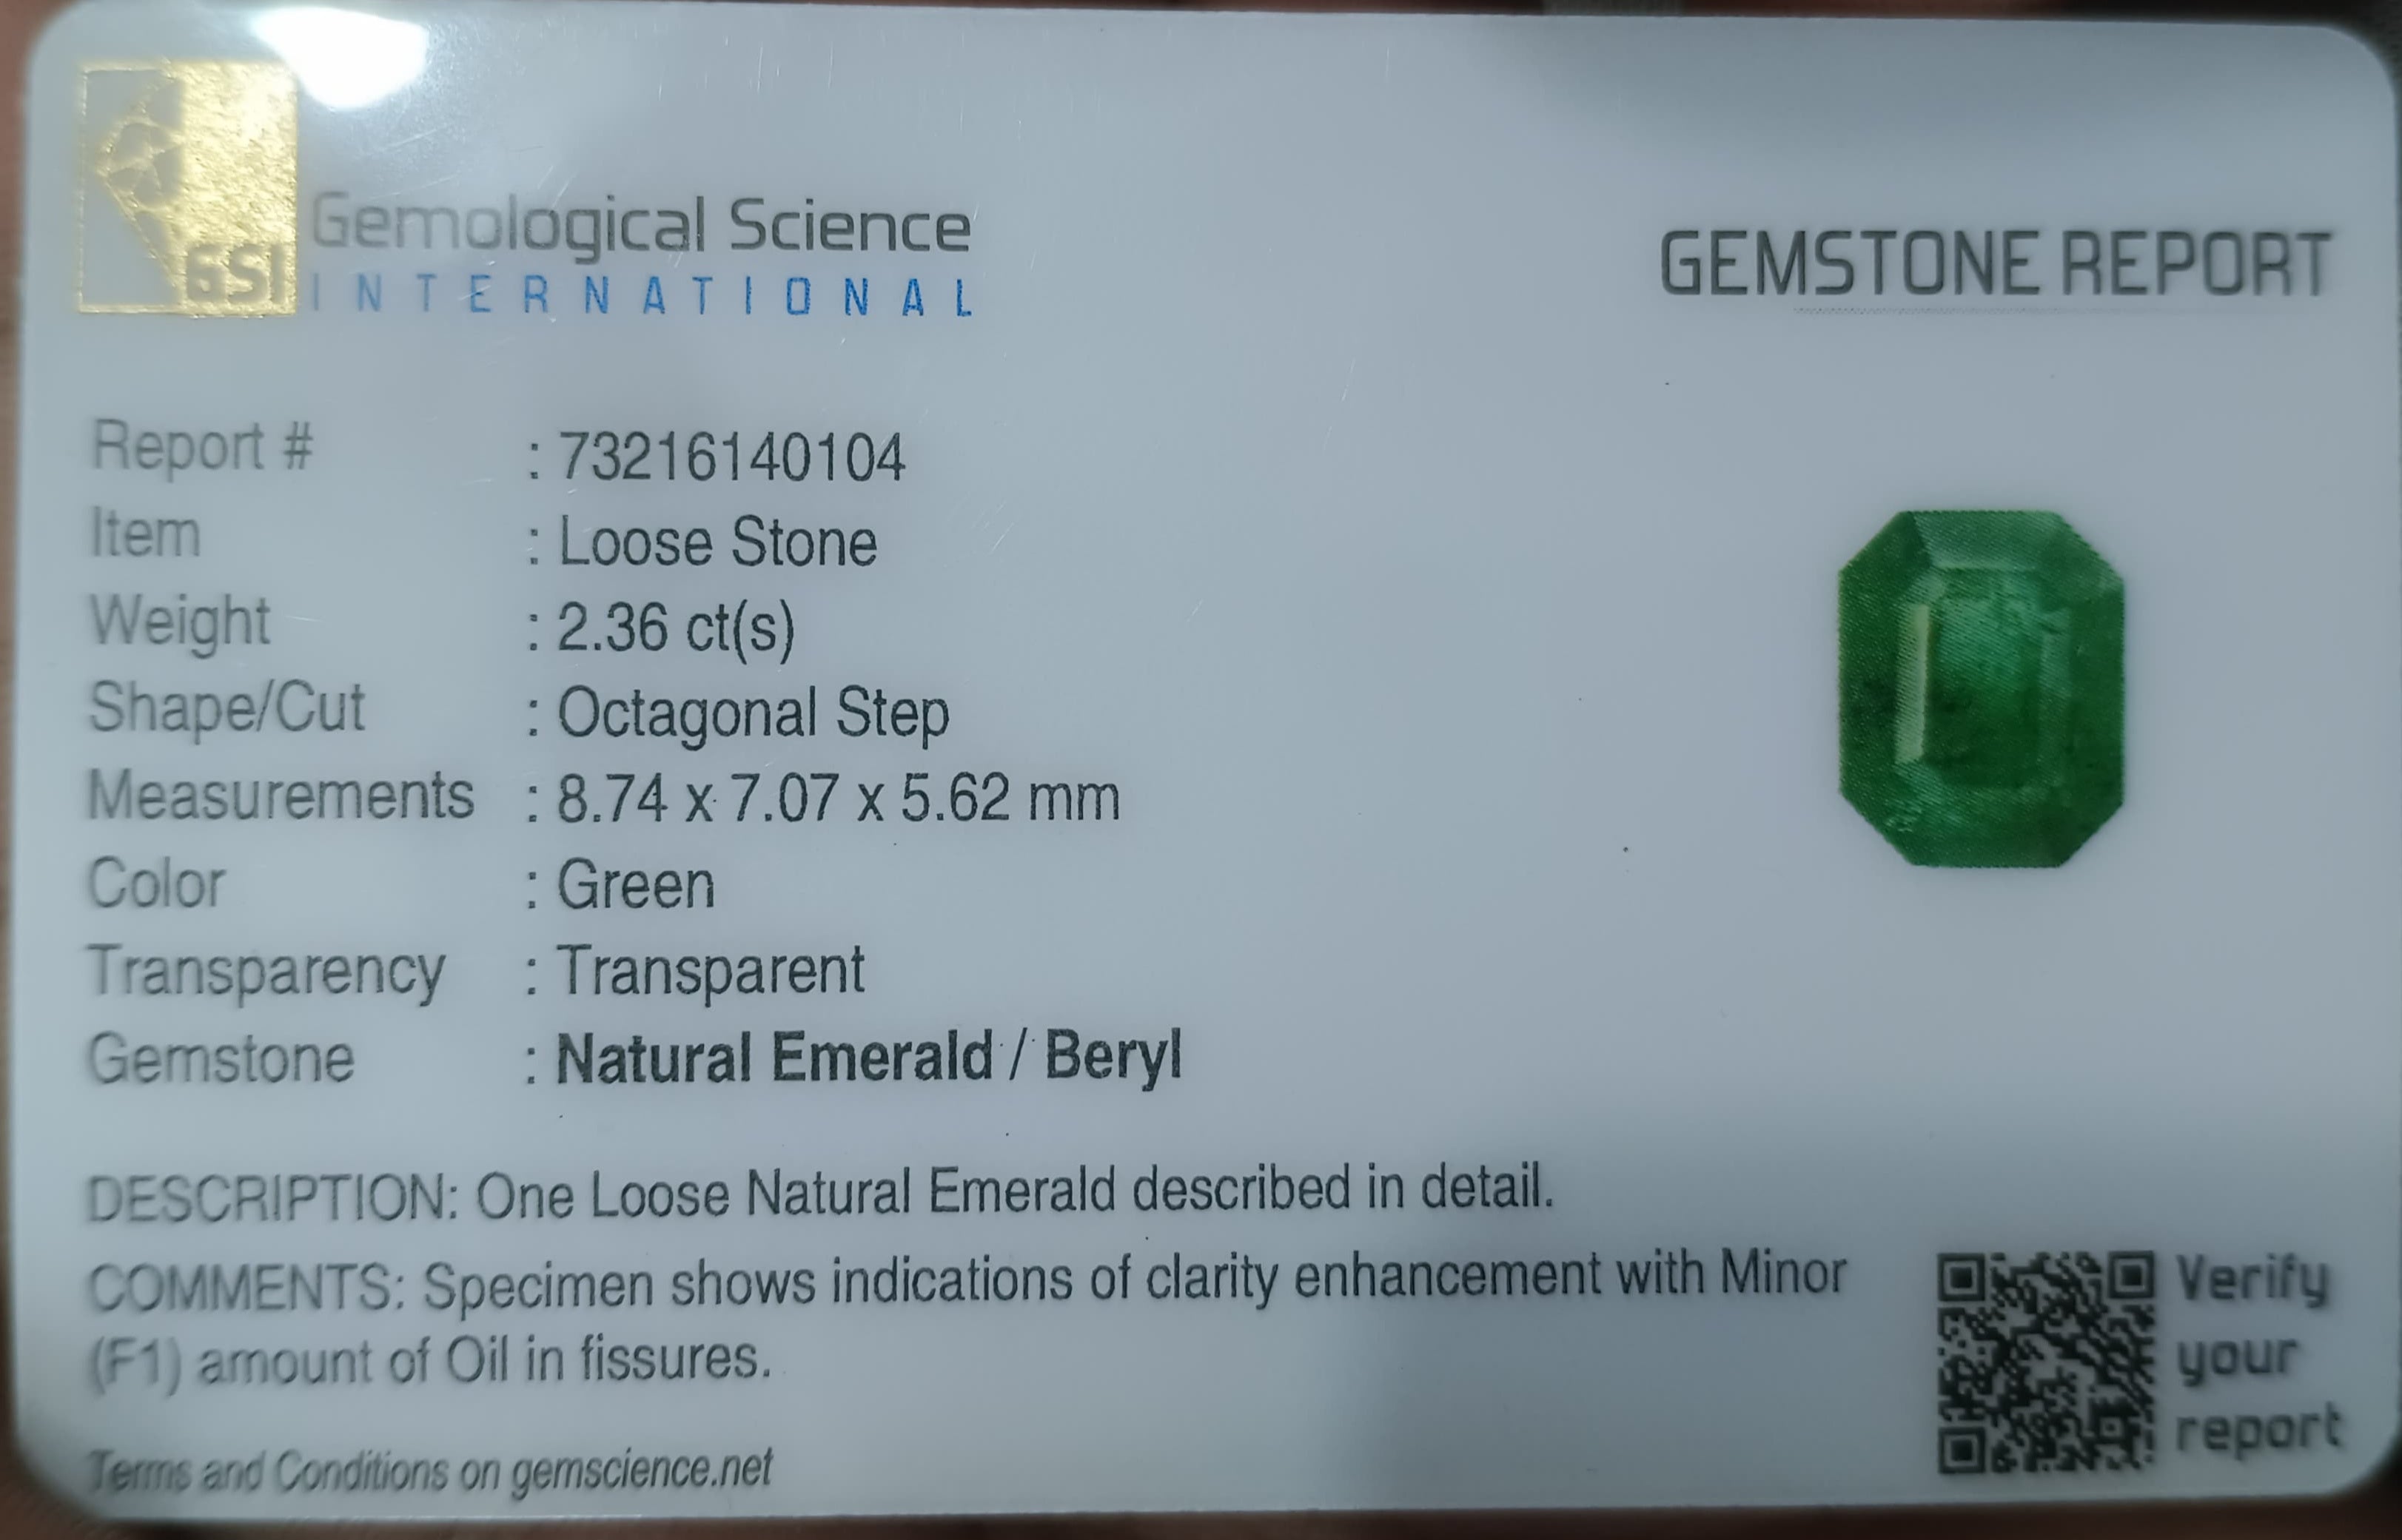 GSI
Gemological Science
INTERNATIONAL
GEMSTONE REPORT
Report # : 73216140104
Item : Loose Stone
Weight : 2.36 ct(s)
Shape/Cut : Octagonal Step
Measurements : 8.74 x 7.07 x 5.62 mm
Color : Green
Transparency : Transparent
Gemstone : Natural Emerald / Beryl
DESCRIPTION: One Loose Natural Emerald described in detail.
COMMENTS: Specimen shows indications of clarity enhancement with Minor
(F1) amount of Oil in fissures.
Terms and Conditions on gemscience.net
Verify
your
report